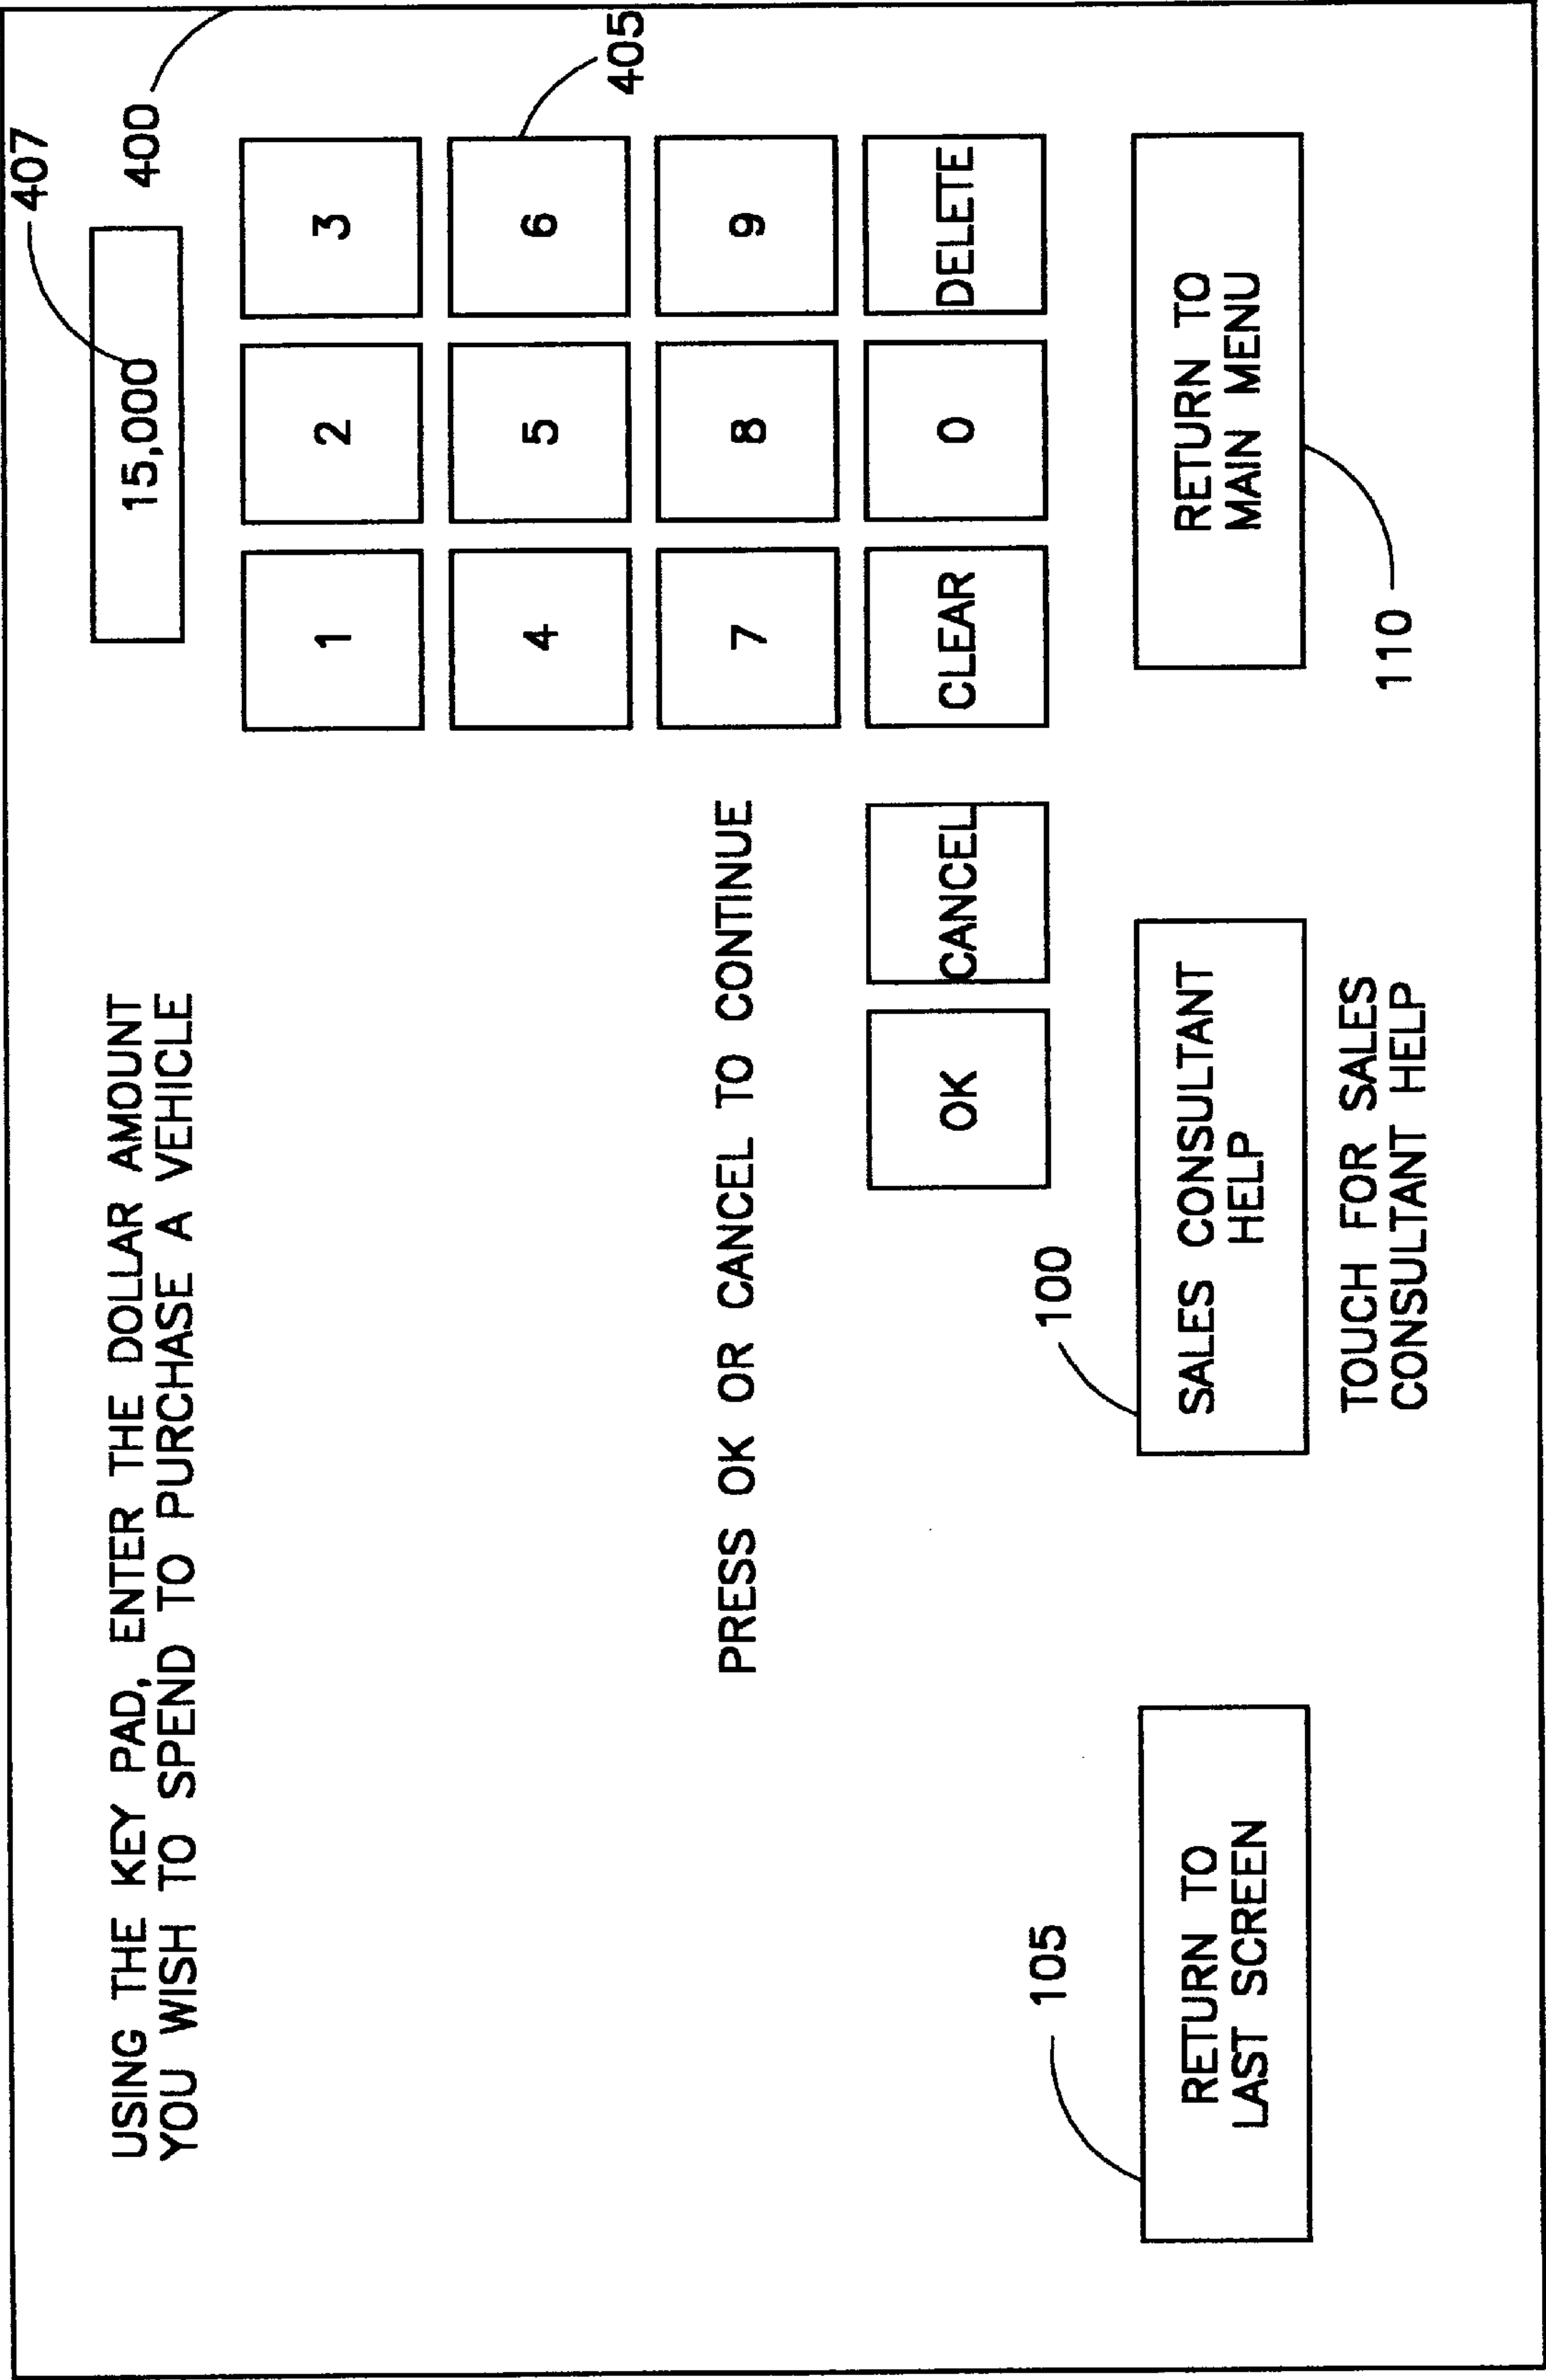 407
400
USING THE KEY PAD, ENTER THE DOLLAR AMOUNT
YOU WISH TO SPEND TO PURCHASE A VEHICLE
15,000
1
2
3
4
5
6
405
PRESS OK OR CANCEL TO CONTINUE
7
8
9
OK
CANCEL
CLEAR
0
DELETE
105
100
RETURN TO
LAST SCREEN
SALES CONSULTANT
HELP
RETURN TO
MAIN MENU
TOUCH FOR SALES
CONSULTANT HELP
110